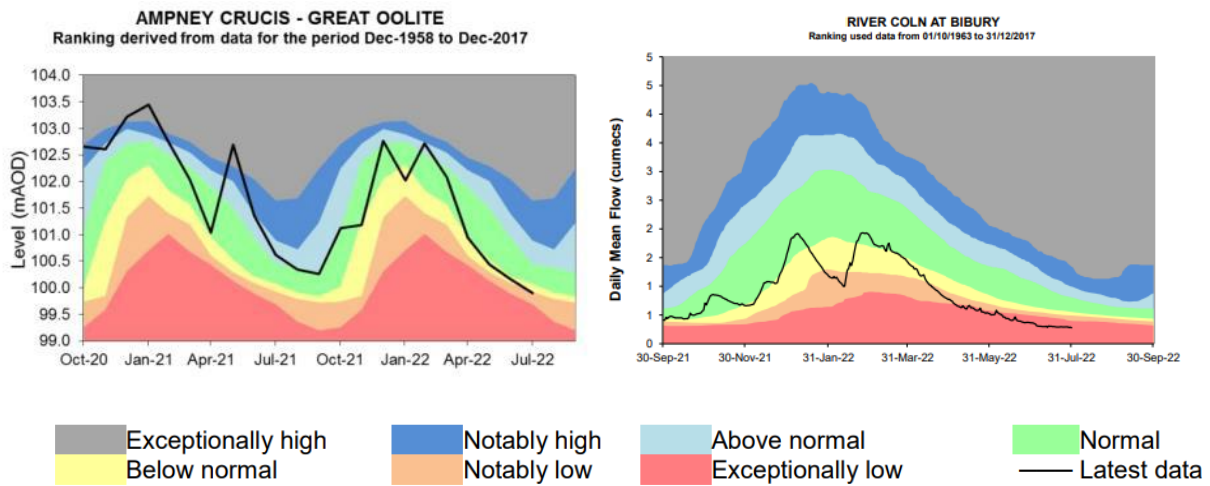 AMPNEY CRUCIS - GREAT OOLITE
Ranking derived from data for the period Dec-1958 to Dec-2017
Level (mAOD)
104.0
103.5
103.0
102.5
102.0
101.5
101.0
100.5
100.0
99.5
99.0
Oct-20 Jan-21 Apr-21 Jul-21 Oct-21 Jan-22 Apr-22 Jul-22
RIVER COLN AT BIBURY
Ranking used data from 01/10/1963 to 31/12/2017
Daily Mean Flow (cumecs)
5
5
4
4
3
3
2
2
1
1
0
30-Sep-21 30-Nov-21 31-Jan-22 31-Mar-22 31-May-22 31-Jul-22 30-Sep-22
Exceptionally high Notably high Above normal Normal
Below normal Notably low Exceptionally low Latest data